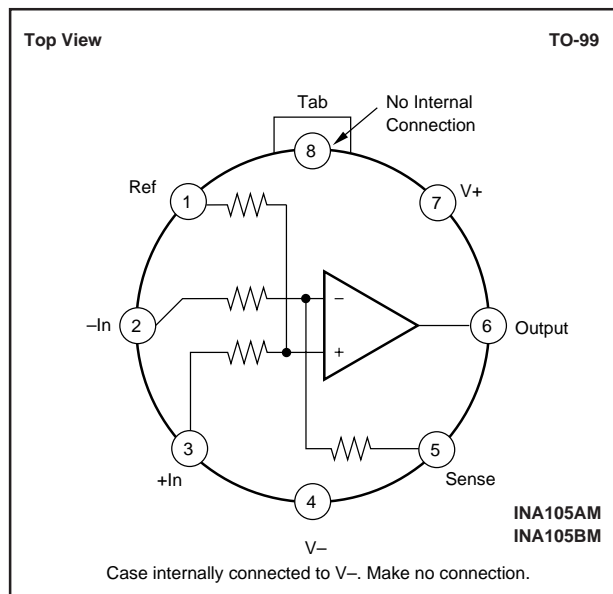 Top View
TO-99
Tab
No Internal
Connection
8
Ref
1
7
V+
–In
2
–
+
6
Output
3
+In
5
Sense
4
V–
INA105AM
INA105BM
Case internally connected to V–. Make no connection.